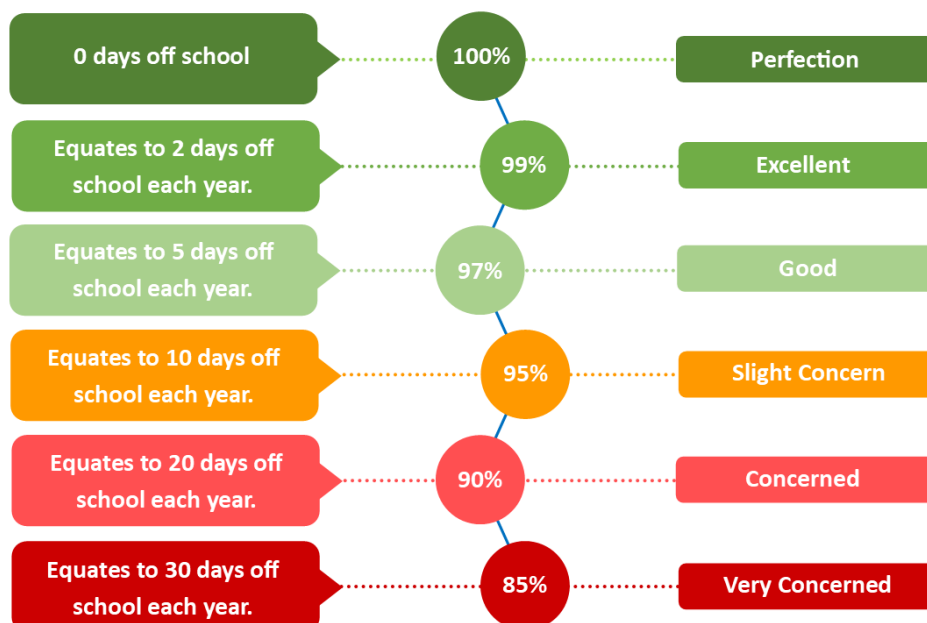 0 days off school
100%
Perfection
Equates to 2 days off
school each year.
99%
Excellent
Equates to 5 days off
school each year.
97%
Good
Equates to 10 days off
school each year.
95%
Slight Concern
Equates to 20 days off
school each year.
90%
Concerned
Equates to 30 days off
school each year.
85%
Very Concerned